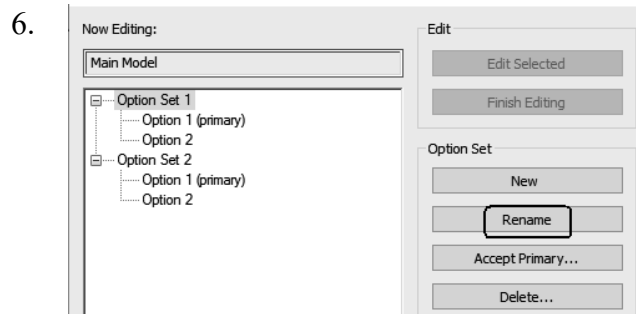 6.
Now Editing:
Main Model
Option Set 1
Option 1 (primary)
Option 2
Option Set 2
Option 1 (primary)
Option 2
Edit
Edit Selected
Finish Editing
Option Set
New
Rename
Accept Primary...
Delete...